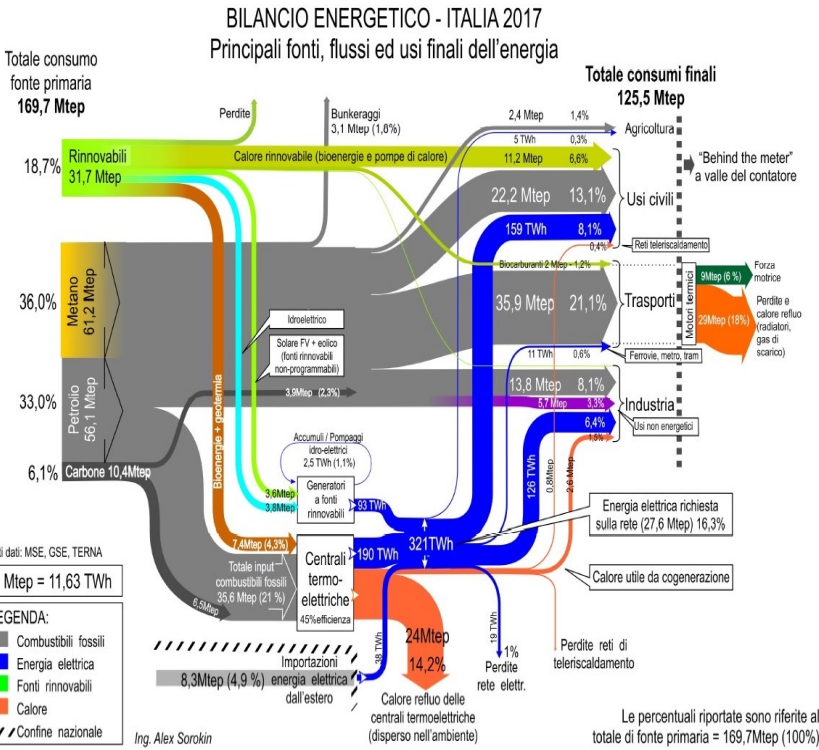 BILANCIO ENERGETICO - ITALIA 2017
Principali fonti, flussi ed usi finali dell'energia
Totale consumo
fonte primaria
169,7 Mtep
Totale consumi finali
125,5 Mtep
Perdite
Bunkeraggi
3,1 Mtep (1,8%)
2,4 Mtep 1,4%
Agricoltura
5 TWh 0,3%
18,7%
Rinnovabili
31,7 Mtep
Calore rinnovabile (bioenergie e pompe di calore)
11,2 Mtep 6,6%
"Behind the meter"
a valle del contatore
22,2 Mtep 13,1%
Usi civili
159 TWh 8,1%
0,4%
Reti teleriscaldamento
Biocarburanti 2 Mtep - 1,2%
36,0%
Metano
61,2 Mtep
35,9 Mtep 21,1%
Trasporti
Motori termici
9Mtep (6 %)
Forza
motrice
29Mtep (18%)
Perdite e
calore refluo
(radiatori,
gas di
scarico)
Idroelettrico
Solare FV + eolico
(fonti rinnovabili
non-programmabili)
11 TWh 0,6%
Ferrovie, metro, tram
33,0%
Petrolio
56,1 Mtep
3,9Mtep (2,3%)
13,8 Mtep 8,1%
5,7 Mtep 3,3%
Industria
Usi non energetici
6,4%
1,5%
6,1%
Carbone 10,4Mtep
Bioenergie + geotermia
Accumuli / Pompaggi
idro-elettrici
2,5 TWh (1,1%)
3,6Mtep
3,8Mtep
Generatori
a fonti
rinnovabili
93 TWh
126 TWh
0,8Mtep
2,6 Mtep
Energia elettrica richiesta
sulla rete (27,6 Mtep) 16,3%
321TWh
7,4Mtep (4,3%)
Totale input
combustibili fossili
35,6 Mtep (21 %)
Centrali
termo-
elettriche
45%efficienza
190 TWh
Calore utile da cogenerazione
6,5Mtep
ti dati: MSE, GSE, TERNA
Mtep = 11,63 TWh
EGENDA:
Combustibili fossili
Energia elettrica
Fonti rinnovabili
Calore
Confine nazionale
8,3Mtep (4,9 %)
Importazioni
energia elettrica
dall'estero
38 TWh
24Mtep
14,2%
Calore refluo delle
centrali termoelettriche
(disperso nell'ambiente)
19 TWh
1%
Perdite
rete elettr.
Perdite reti di
teleriscaldamento
Ing. Alex Sorokin
Le percentuali riportate sono riferite al
totale di fonte primaria = 169,7Mtep (100%)